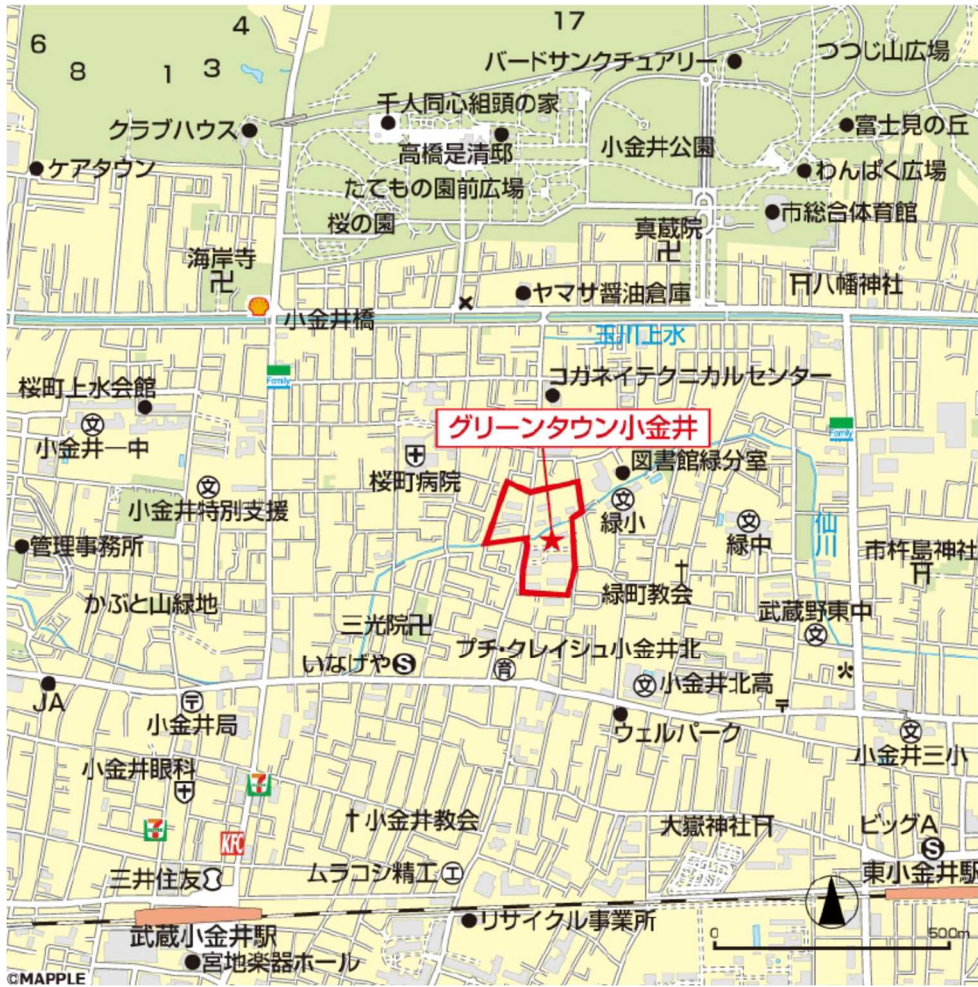 17
4
6
8
1
3
つつじ山広場
バードサンクチュアリー
千人同心組頭の家
クラブハウス
富士見の丘
高橋是清邸
小金井公園
ケアタウン
わんぱく広場
たてもの園前広場
桜の園
市総合体育館
真蔵院
海岸寺
八幡神社
ヤマサ醤油倉庫
小金井橋
玉川上水
Family
コガネイテクニカルセンター
桜町上水会館
グリーンタウン小金井
Family
小金井一中
文
図書館緑分室
桜町病院
文
小金井特別支援
文
緑小
文
緑中
仙川
管理事務所
市杵島神社
かぶと山緑地
緑町教会
武蔵野東中
文
三光院
プチ・クレイシュ小金井北
いなげや
S
育
文
小金井北高
JA
〒
小金井局
〒
ウェルパーク
文
小金井三小
小金井眼科
7
7
KFC
小金井教会
大嶽神社
ビッグA
S
三井住友
ムラコシ精工
工
東小金井駅
武蔵小金井駅
リサイクル事業所
0
500m
宮地楽器ホール
©MAPPLE